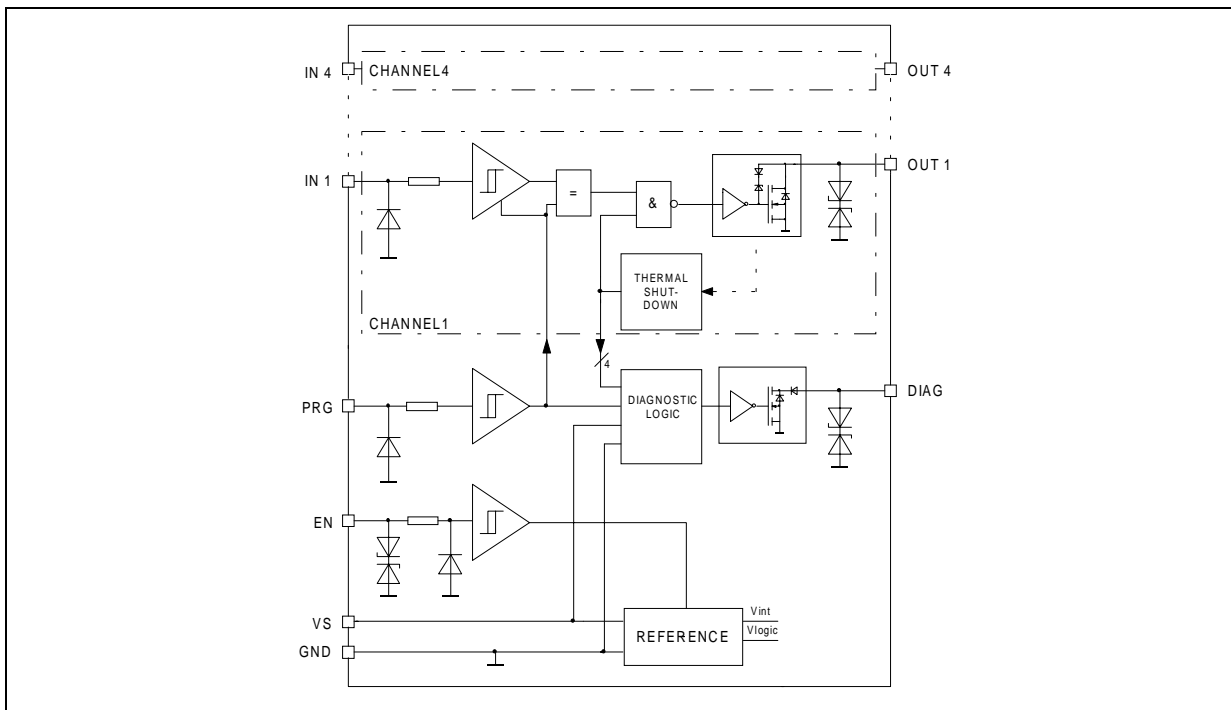 IN 4
CHANNEL4
OUT 4
IN 1
=
&
OUT 1
THERMAL
SHUT-
DOWN
CHANNEL1
4
PRG
DIAGNOSTIC
LOGIC
DIAG
EN
VS
REFERENCE
Vint
Vlogic
GND